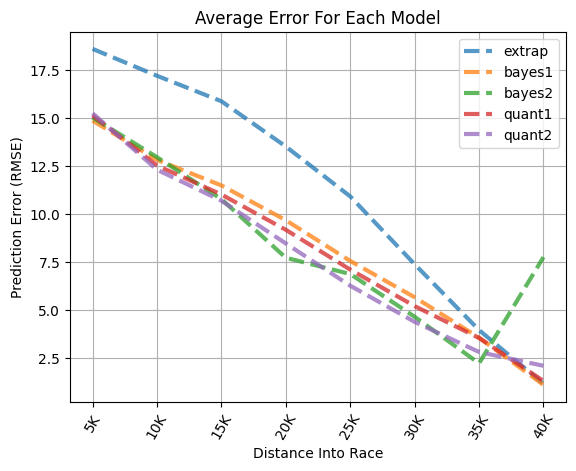 Average Error For Each Model
extrap
bayes1
bayes2
quant1
quant2
Prediction Error (RMSE)
17.5
15.0
12.5
10.0
7.5
5.0
2.5
5K
10K
15K
20K
25K
30K
35K
40K
Distance Into Race